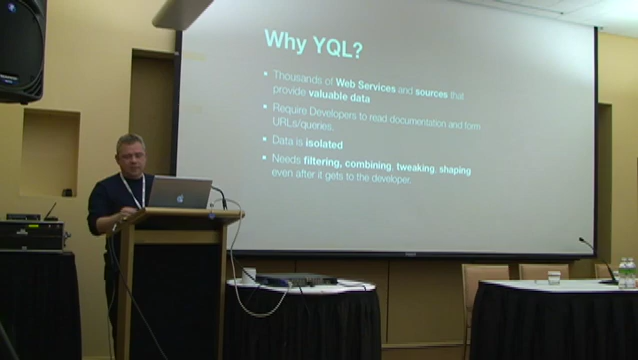 Why YQL?
Thousands of Web Services and sources that
provide valuable data
Require Developers to read documentation and form
URLs/queries.
Data is isolated
Needs filtering, combining, tweaking, shaping
even after it gets to the developer.